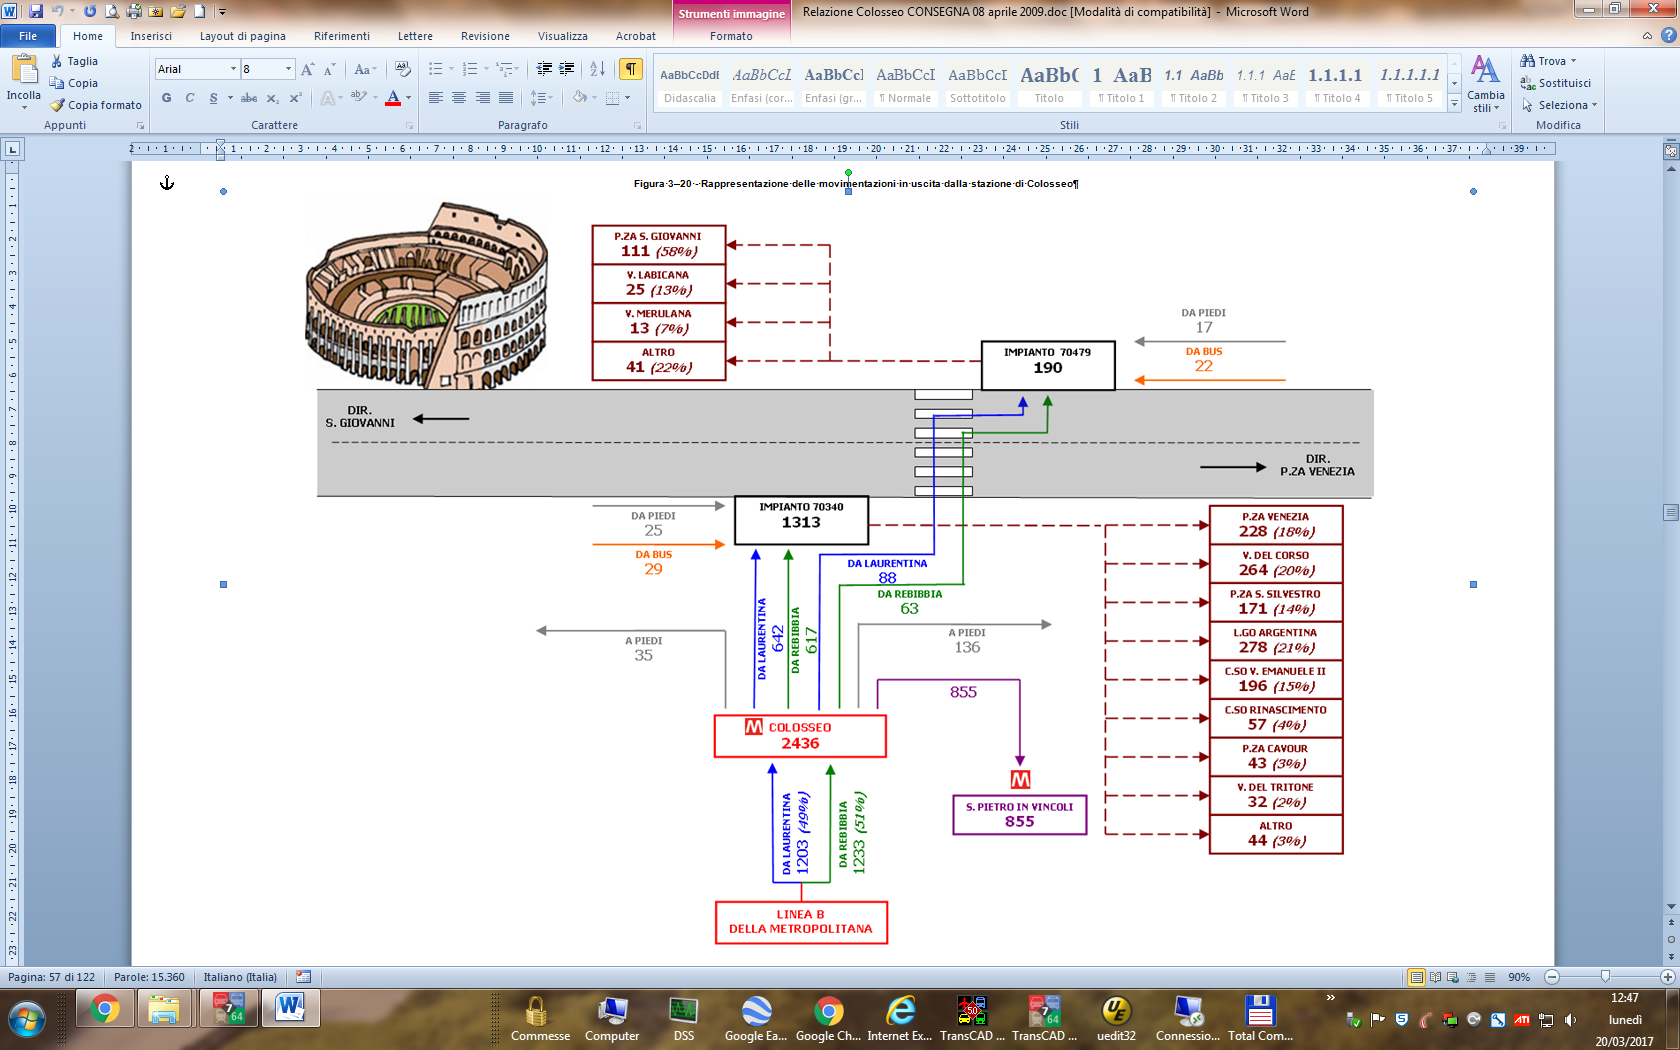 Strumenti immagine
Relazione Colosseo CONSEGNA 08 aprile 2009.doc [Modalità di compatibilità] - Microsoft Word
File
Home
Inserisci
Layout di pagina
Riferimenti
Lettere
Revisione
Visualizza
Acrobat
Formato
Incolla
Taglia
Copia
Copia formato
Appunti
Arial
8
Carattere
Paragrafo
AaBbCcDdE
AaBbCcI
AaBbCcI
AaBbCcI
AaBbCcI
AaBb(
1 AaB
1.1 AaBb
1.1.1 AaE
1.1.1.1
1.1.1.1.1
Didascalia
Enfasi (cor...
Enfasi (gr...
¶ Normale
Sottotitolo
Titolo
¶ Titolo 1
¶ Titolo 2
¶ Titolo 3
¶ Titolo 4
¶ Titolo 5
Stili
Cambia
stili
Trova
Sostituisci
Seleziona
Modifica
Figura·3–20·-·Rappresentazione·delle·movimentazioni·in·uscita·dalla·stazione·di·Colosseo¶
P.ZA S. GIOVANNI
111 (58%)
V. LABICANA
25 (13%)
V. MERULANA
13 (7%)
ALTRO
41 (22%)
IMPIANTO 70479
190
DA PIEDI
17
DA BUS
22
DIR.
S. GIOVANNI
DIR.
P.ZA VENEZIA
DA PIEDI
25
DA BUS
29
IMPIANTO 70340
1313
DA LAURENTINA
88
DA REBIBBIA
63
DA LAURENTINA
642
DA REBIBBIA
617
A PIEDI
35
A PIEDI
136
855
M COLOSSEO
2436
M
S. PIETRO IN VINCOLI
855
DA LAURENTINA
1203 (49%)
DA REBIBBIA
1233 (51%)
LINEA B
DELLA METROPOLITANA
P.ZA VENEZIA
228 (18%)
V. DEL CORSO
264 (20%)
P.ZA S. SILVESTRO
171 (14%)
L.GO ARGENTINA
278 (21%)
C.SO V. EMANUELE II
196 (15%)
C.SO RINASCIMENTO
57 (4%)
P.ZA CAVOUR
43 (3%)
V. DEL TRITONE
32 (2%)
ALTRO
44 (3%)
Pagina: 57 di 122
Parole: 15.360
Italiano (Italia)
90%
Commesse
Computer
DSS
Google Ea...
Google Ch...
Internet Ex...
TransCAD ...
TransCAD ...
uedit32
Connessio...
Total Com...
12:47
lunedì
20/03/2017